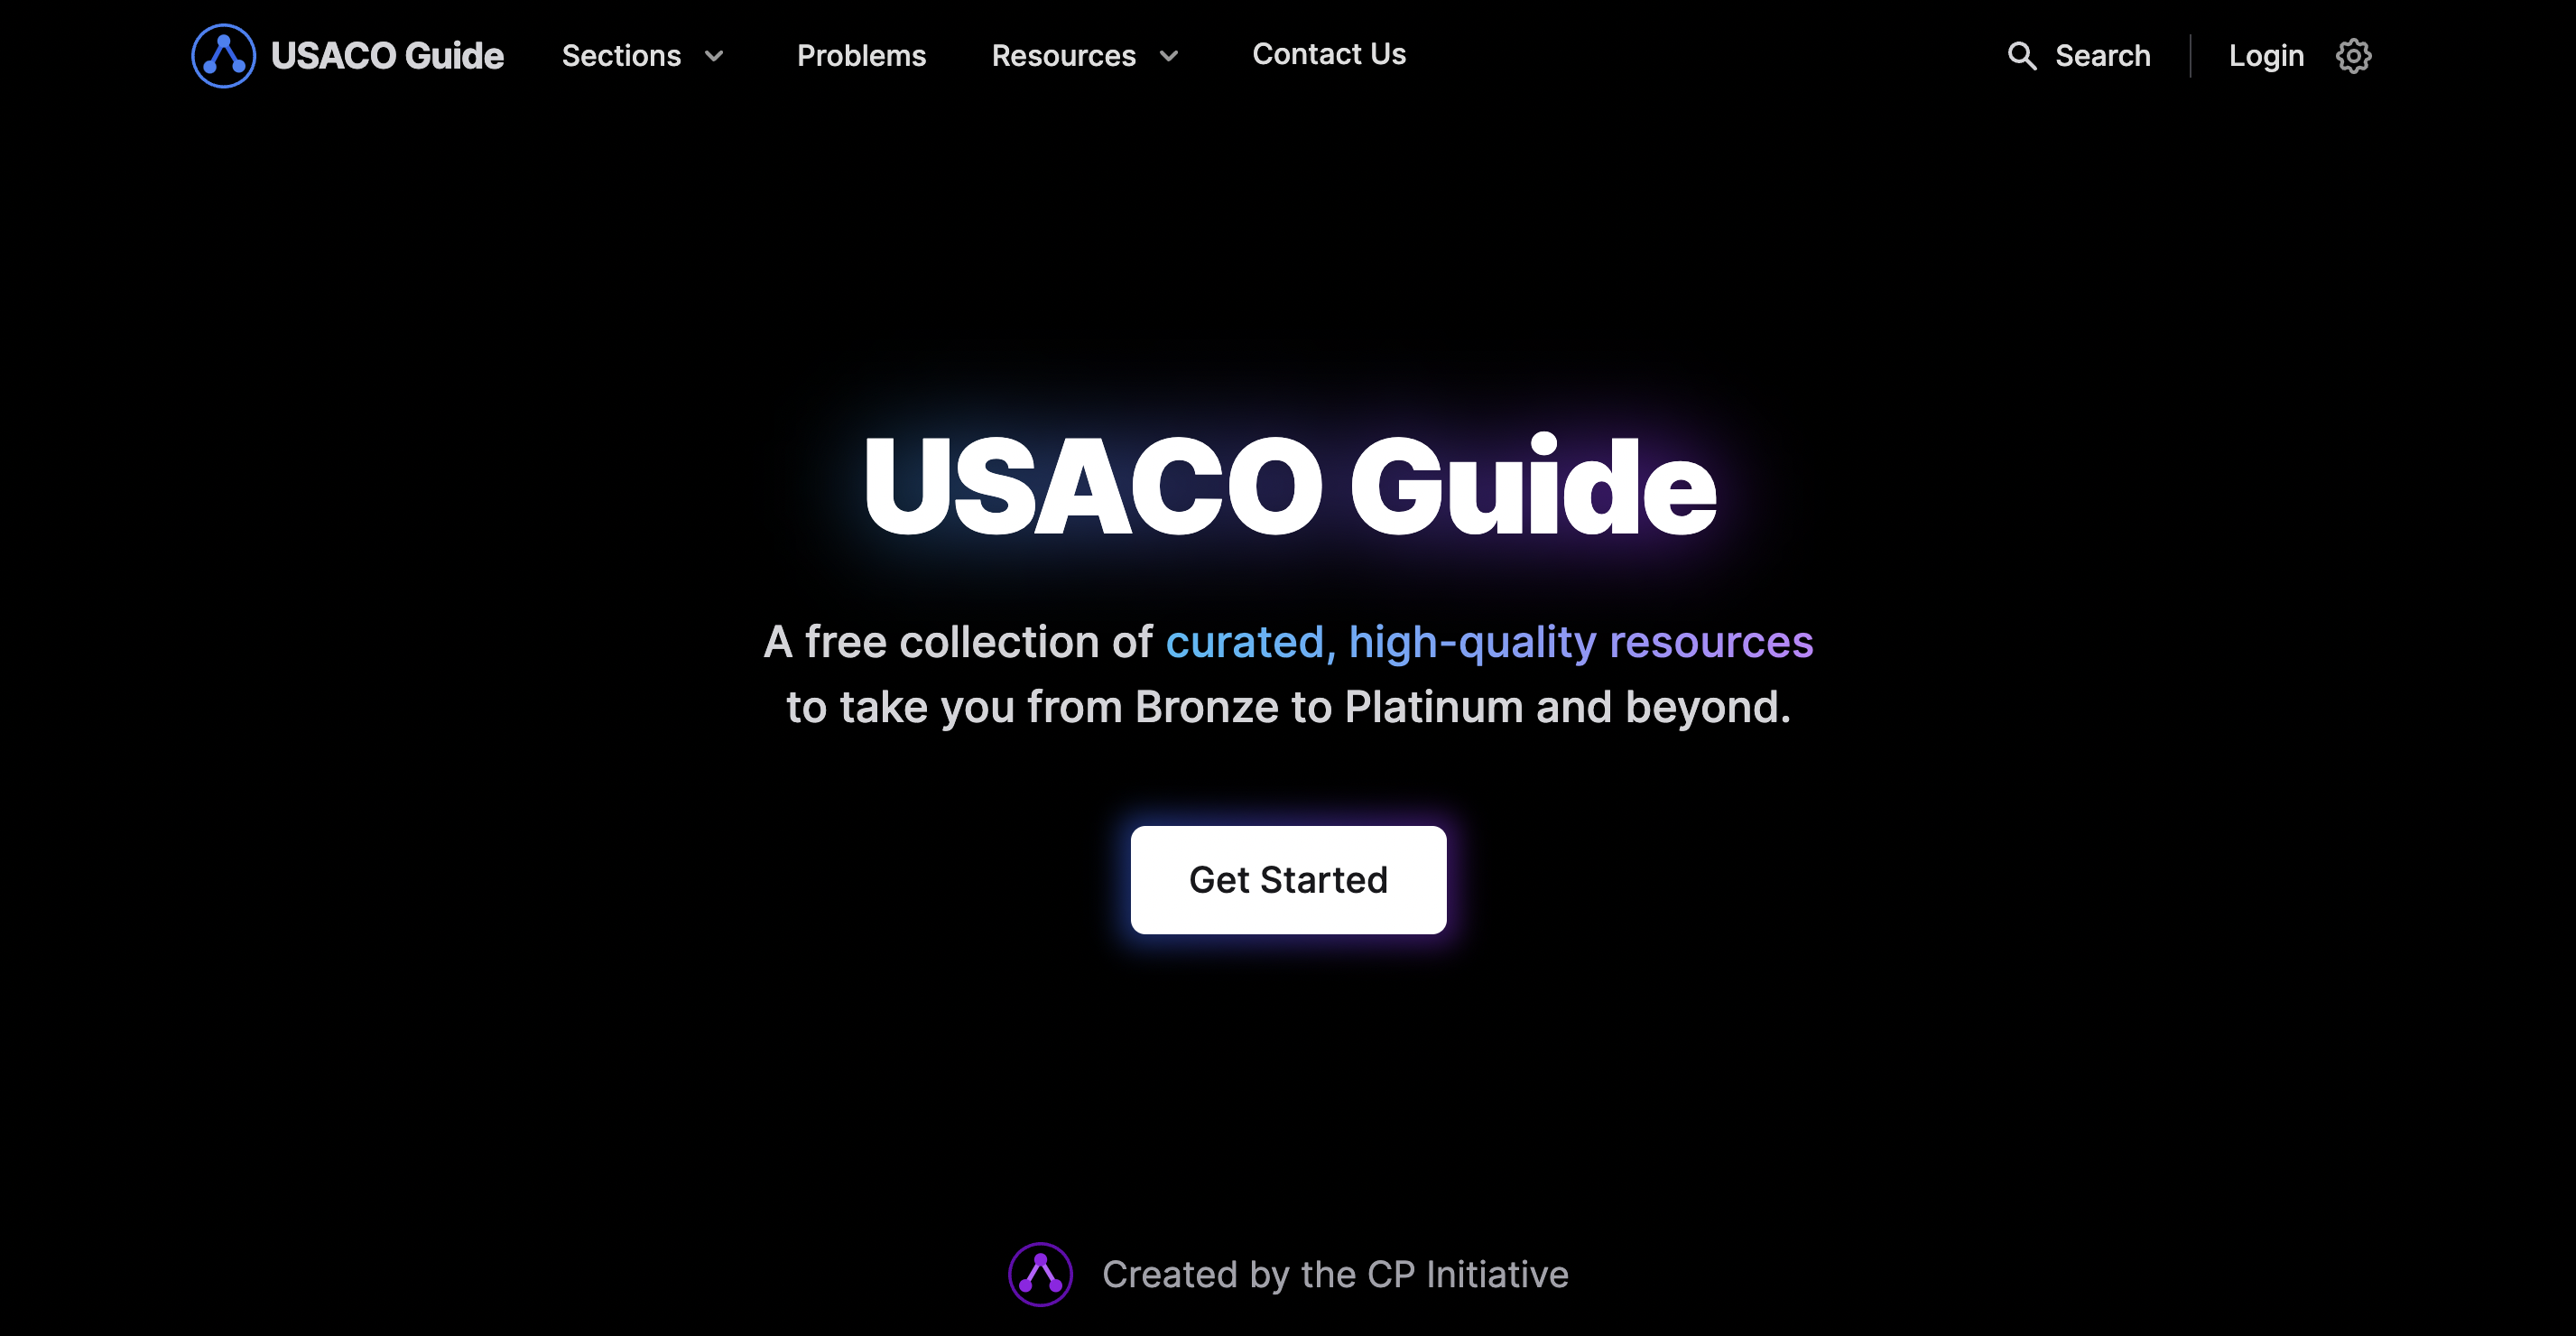 USACO Guide
Sections
Problems
Resources
Contact Us
Search
Login
USACO Guide
A free collection of curated, high-quality resources
to take you from Bronze to Platinum and beyond.
Get Started
Created by the CP Initiative